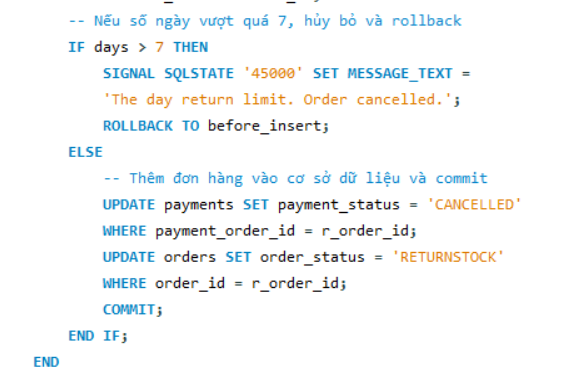 -- Nếu số ngày vượt quá 7, hủy bỏ và rollback
IF days > 7 THEN
SIGNAL SQLSTATE '45000' SET MESSAGE_TEXT =
'The day return limit. Order cancelled.';
ROLLBACK TO before_insert;
ELSE
-- Thêm đơn hàng vào cơ sở dữ liệu và commit
UPDATE payments SET payment_status = 'CANCELLED'
WHERE payment_order_id = r_order_id;
UPDATE orders SET order_status = 'RETURNSTOCK'
WHERE order_id = r_order_id;
COMMIT;
END IF;
END